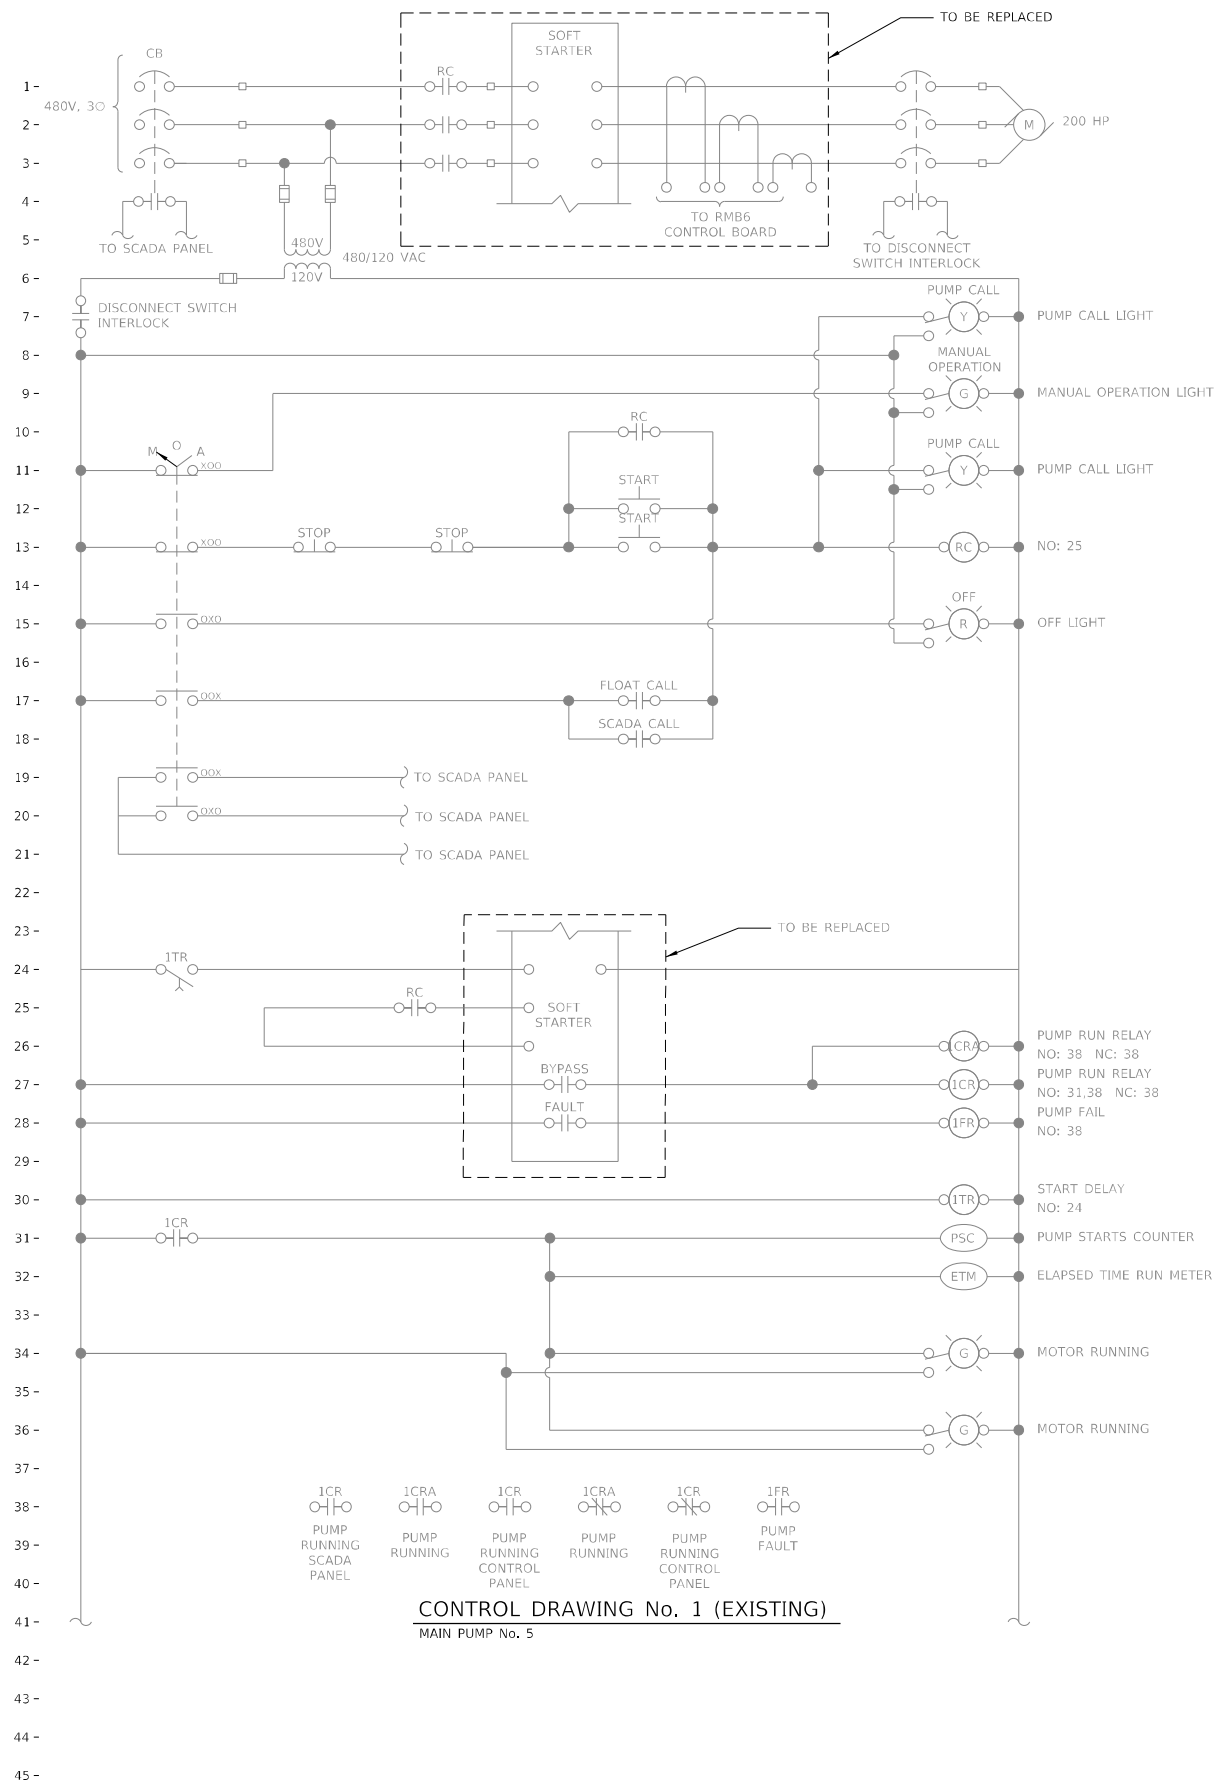 TO BE REPLACED
SOFT
STARTER
CB
RC
1
480V, 3∅
2
M
200 HP
3
4
TO RMB6
CONTROL BOARD
5
TO SCADA PANEL
480V
480/120 VAC
TO DISCONNECT
SWITCH INTERLOCK
6
120V
DISCONNECT SWITCH
INTERLOCK
PUMP CALL
7
Y
PUMP CALL LIGHT
8
MANUAL
OPERATION
9
G
MANUAL OPERATION LIGHT
10
RC
M O A
PUMP CALL
11
XOO
Y
PUMP CALL LIGHT
START
12
START
13
XOO
STOP
STOP
RC
NO: 25
14
OFF
15
OXO
R
OFF LIGHT
16
FLOAT CALL
17
OOX
SCADA CALL
18
19
OOX
TO SCADA PANEL
20
OXO
TO SCADA PANEL
21
TO SCADA PANEL
22
23
TO BE REPLACED
24
1TR
25
RC
SOFT
STARTER
26
1CRA
PUMP RUN RELAY
NO: 38 NC: 38
BYPASS
27
1CR
PUMP RUN RELAY
NO: 31,38 NC: 38
FAULT
28
1FR
PUMP FAIL
NO: 38
29
30
1TR
START DELAY
NO: 24
31
1CR
PSC
PUMP STARTS COUNTER
32
ETM
ELAPSED TIME RUN METER
33
34
G
MOTOR RUNNING
35
36
G
MOTOR RUNNING
37
38
1CR
PUMP
RUNNING
SCADA
PANEL
1CRA
PUMP
RUNNING
1CR
PUMP
RUNNING
CONTROL
PANEL
1CRA
PUMP
RUNNING
1CR
PUMP
RUNNING
CONTROL
PANEL
1FR
PUMP
FAULT
39
40
41
CONTROL DRAWING No. 1 (EXISTING)
MAIN PUMP No. 5
42
43
44
45